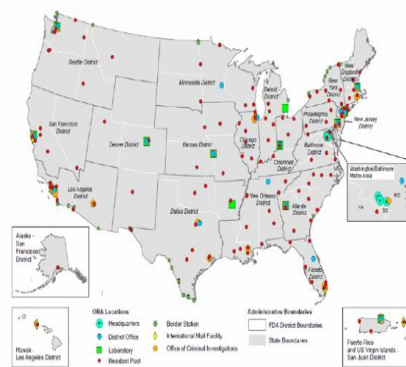 Seattle District
Minnesota District
New England District
New York District
Detroit District
San Francisco District
Denver District
Kansas District
Chicago District
Cincinnati District
Philadelphia District
New Jersey District
Baltimore District
Los Angeles District
Dallas District
New Orleans District
Atlanta District
Florida District
Washington/Baltimore Metro Area
MD
VA
DC
Alaska - San Francisco District
Hawaii - Los Angeles District
Puerto Rico and US Virgin Islands - San Juan District
ORA Locations
Headquarters
District Office
Laboratory
Resident Post
Border Station
International Mail Facility
Office of Criminal Investigations
Administrative Boundaries
FDA District Boundaries
State Boundaries